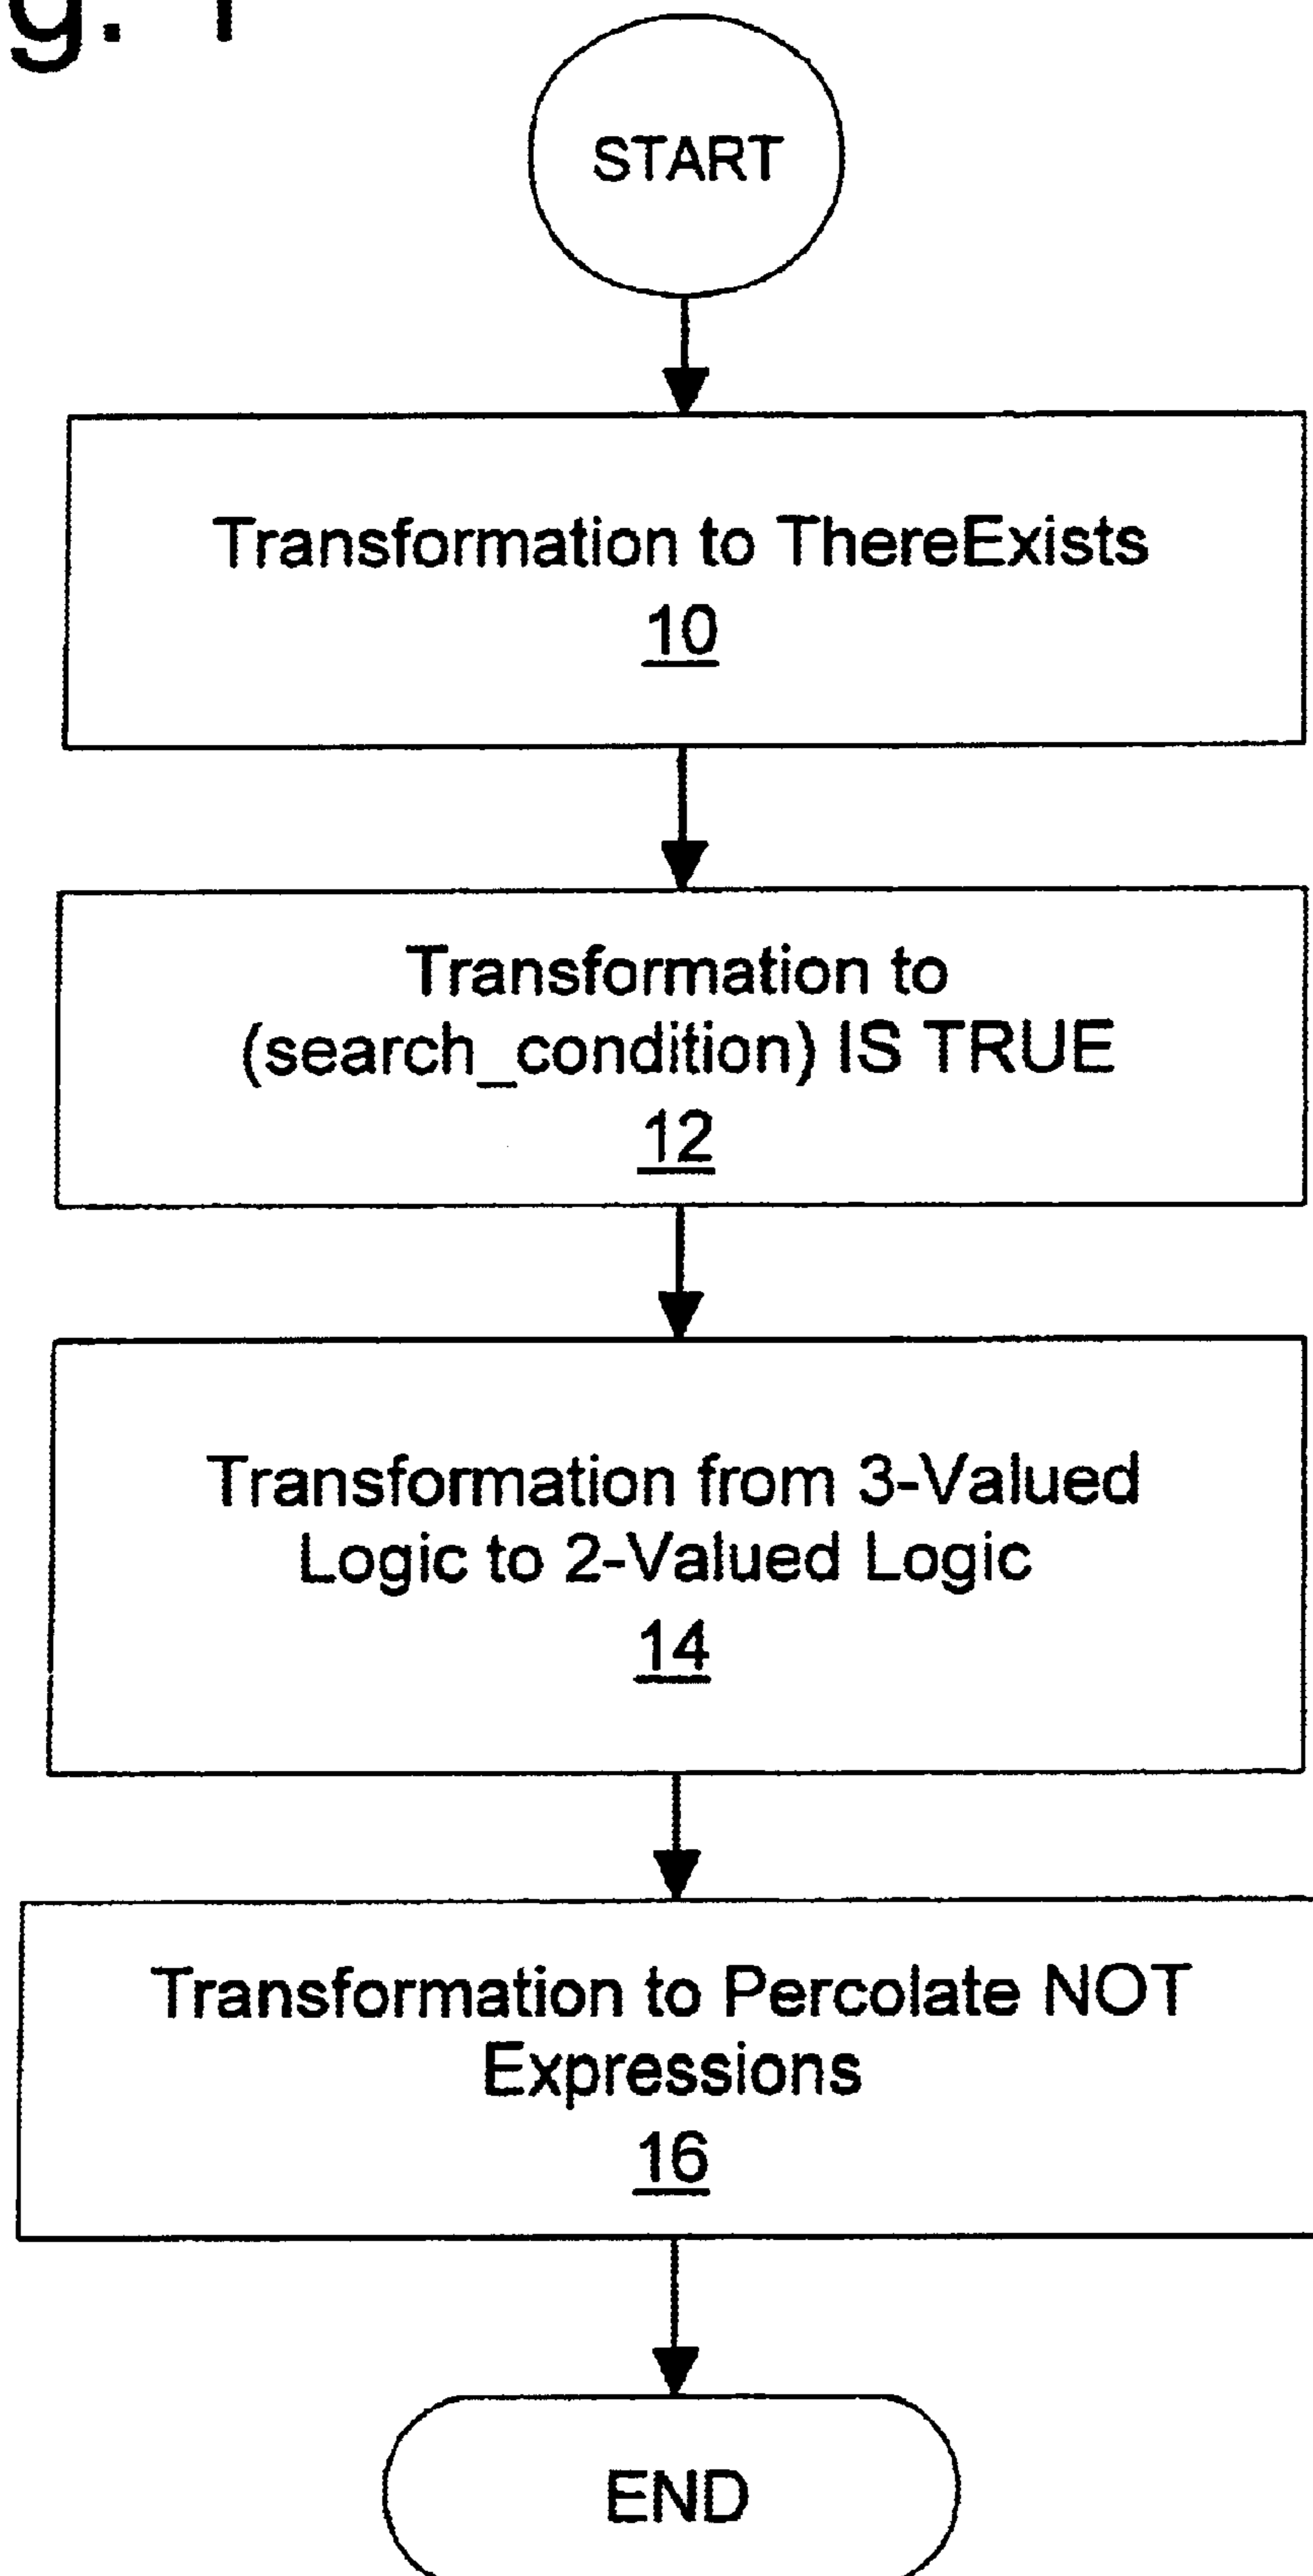 g. 1
START
Transformation to ThereExists
10
Transformation to
(search_condition) IS TRUE
12
Transformation from 3-Valued
Logic to 2-Valued Logic
14
Transformation to Percolate NOT
Expressions
16
END